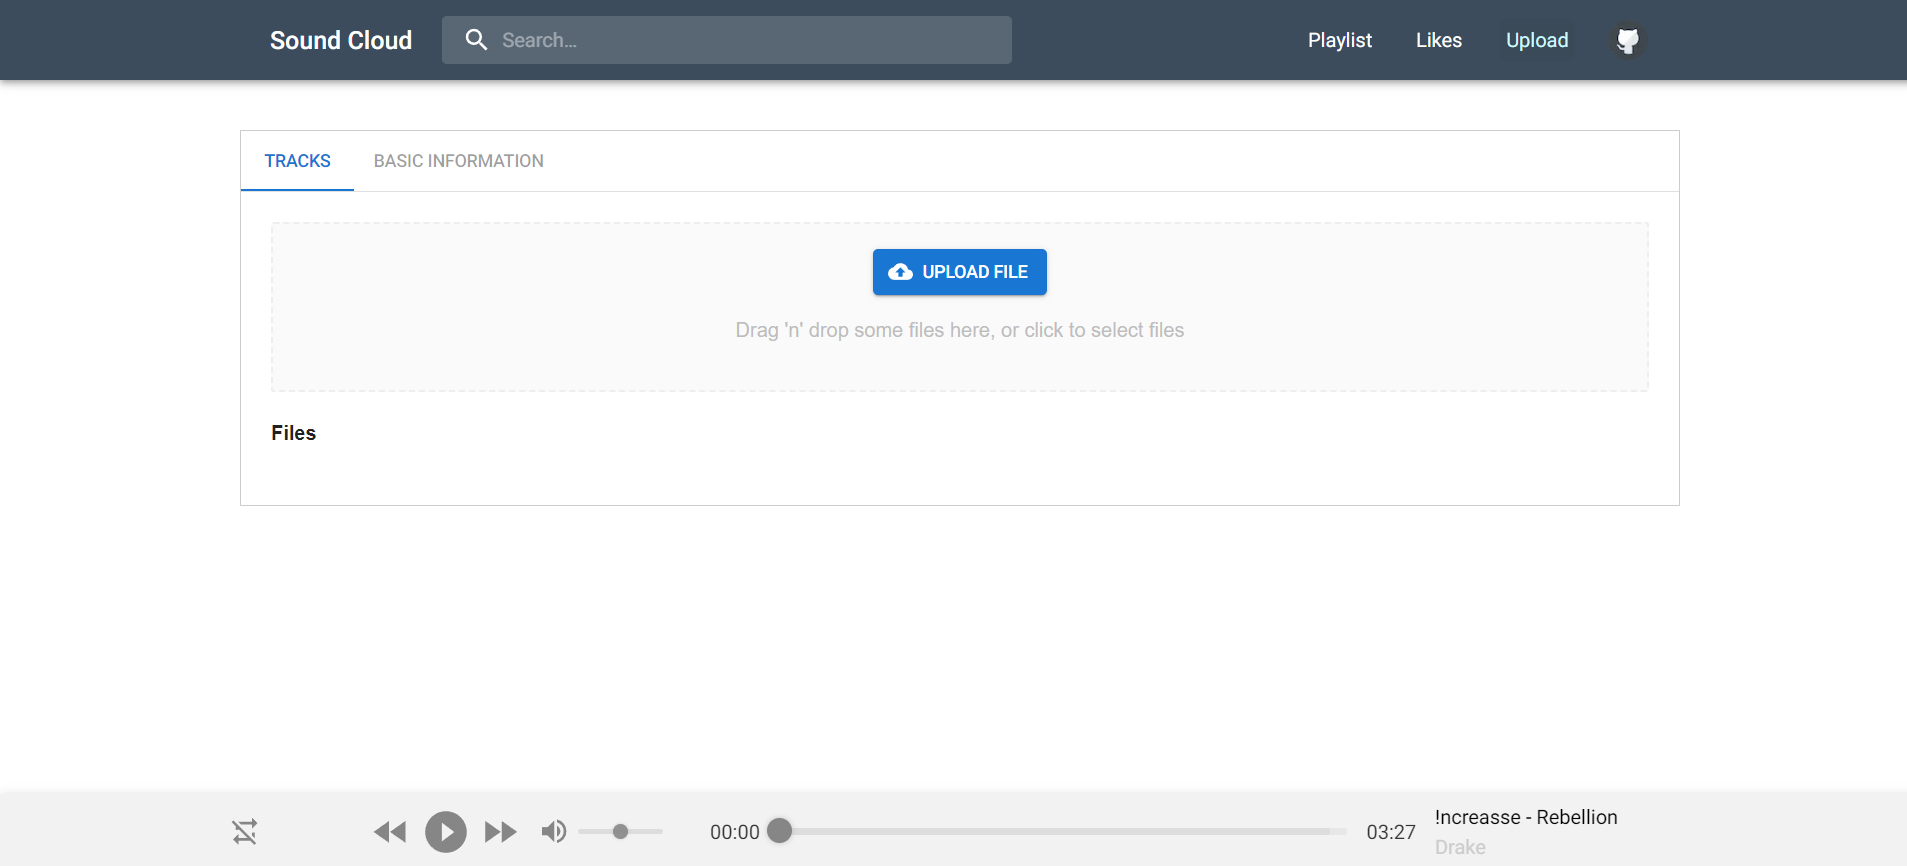 Sound Cloud
Search...
Playlist
Likes
Upload
TRACKS
BASIC INFORMATION
UPLOAD FILE
Drag 'n' drop some files here, or click to select files
Files
00:00
03:27
!ncreasse - Rebellion
Drake